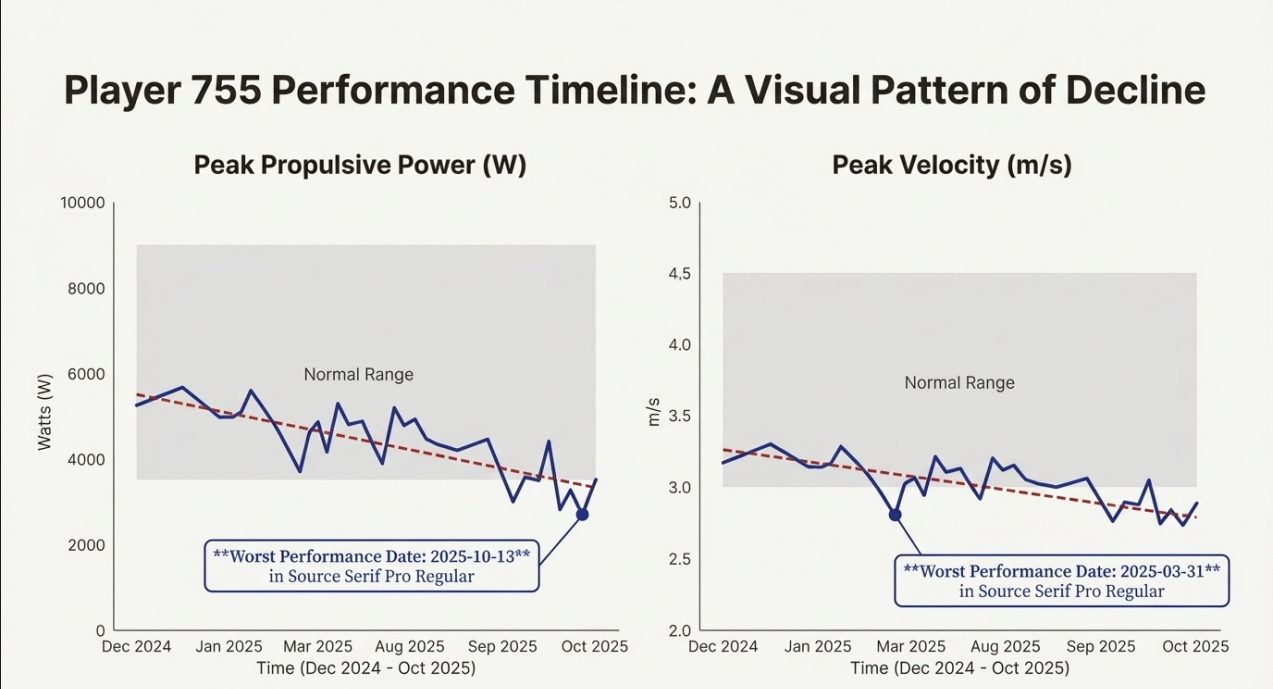 Player 755 Performance Timeline: A Visual Pattern of Decline
Peak Propulsive Power (W)
10000
8000
6000
4000
2000
0
Watts (W)
Normal Range
**Worst Performance Date: 2025-10-13**
in Source Serif Pro Regular
Dec 2024 Jan 2025 Mar 2025 Aug 2025 Sep 2025 Oct 2025
Time (Dec 2024 - Oct 2025)
Peak Velocity (m/s)
5.0
4,5
4.0
3.5
3.0
2.5
2.0
m/s
Normal Range
**Worst Performance Date: 2025-03-31**
in Source Serif Pro Regular
Dec 2024 Jan 2025 Mar 2025 Aug 2025 Sep 2025 Oct 2025
Time (Dec 2024 - Oct 2025)